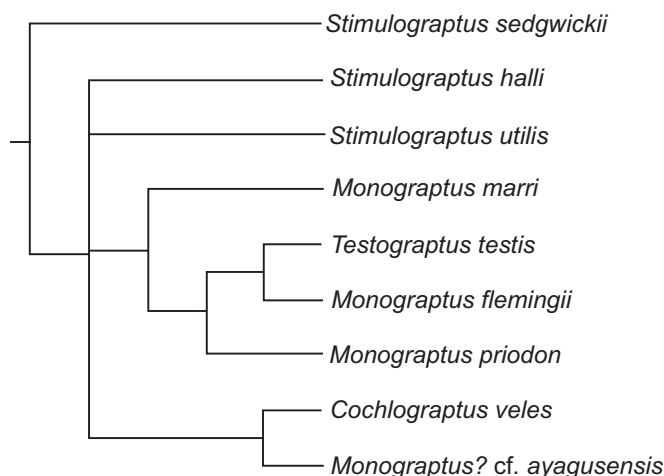 Stimulograptus sedgwickii
Stimulograptus halli
Stimulograptus utilis
Monograptus marri
Testograptus testis
Monograptus flemingii
Monograptus priodon
Cochlograptus veles
Monograptus? cf. ayagusensis